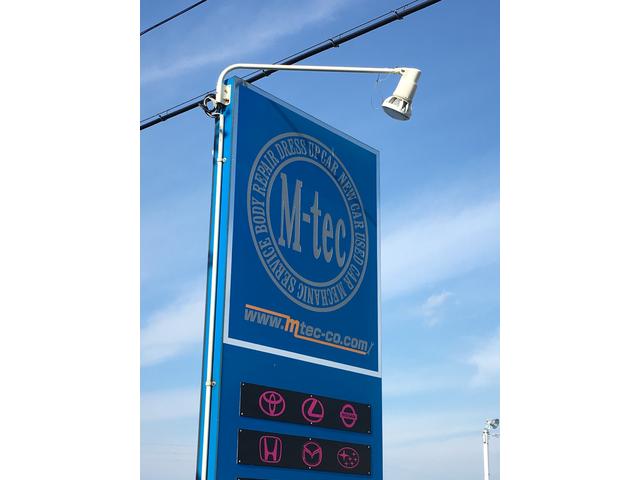 BODY REPAIR DRESS UP CAR NEW CAR USED CAR MECHANIC SERVICE
M-tec
www.mtec-co.com/